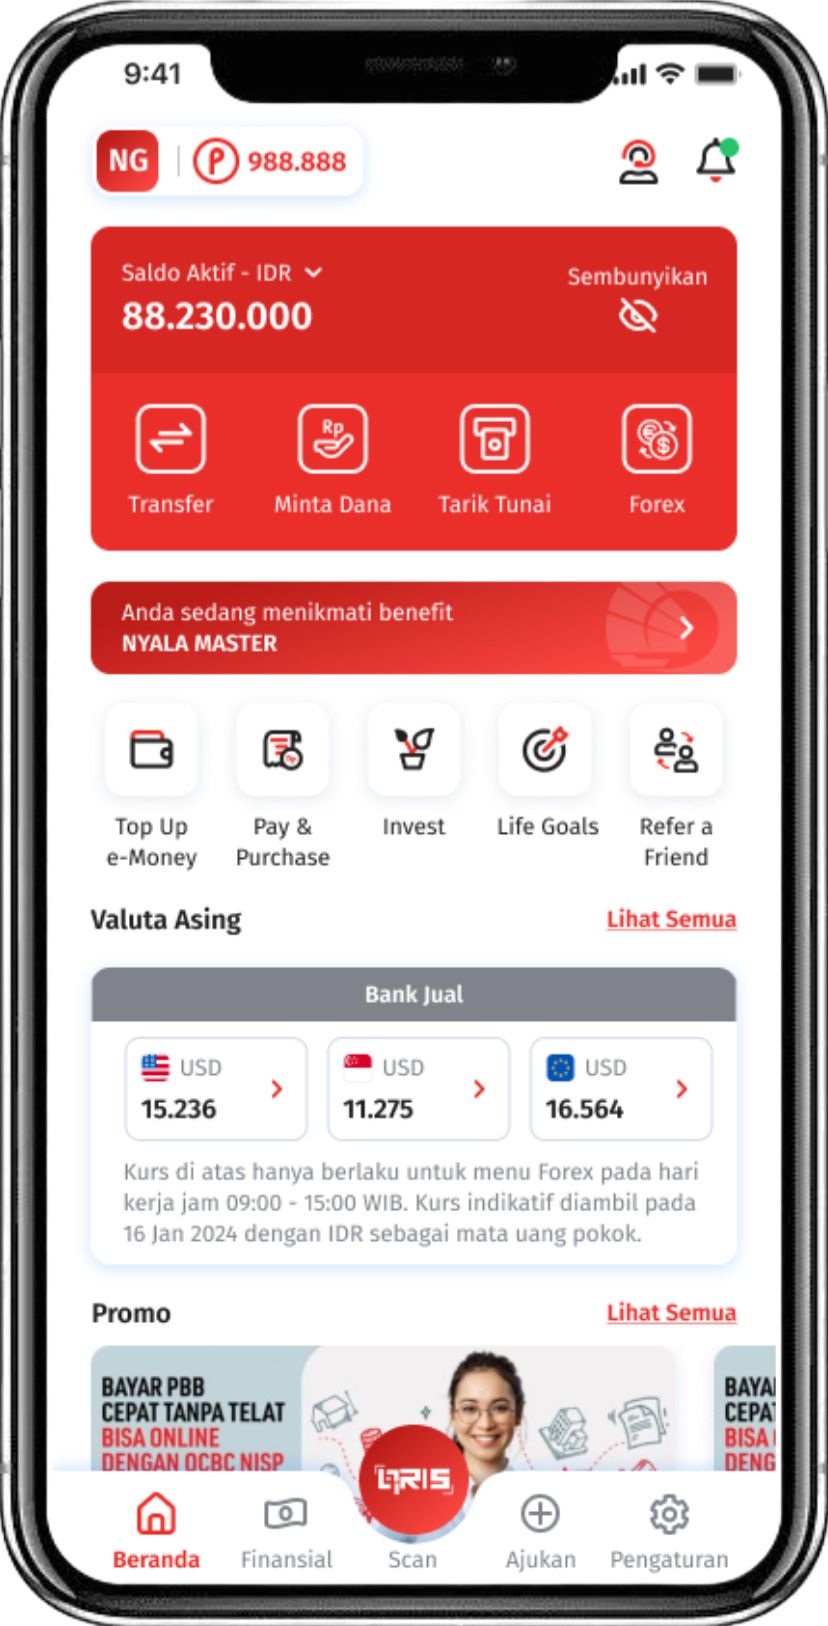 9:41
NG
988.888
Saldo Aktif - IDR
Sembunyikan
88.230.000
Rp
Transfer
Minta Dana
Tarik Tunai
Forex
Anda sedang menikmati benefit
NYALA MASTER
Top Up
e-Money
Pay &
Purchase
Invest
Life Goals
Refer a
Friend
Valuta Asing
Lihat Semua
Bank Jual
USD
15.236
USD
11.275
USD
16.564
Kurs di atas hanya berlaku untuk menu Forex pada hari
kerja jam 09:00 - 15:00 WIB. Kurs indikatif diambil pada
16 Jan 2024 dengan IDR sebagai mata uang pokok.
Promo
Lihat Semua
BAYAR PBB
CEPAT TANPA TELAT
BISA ONLINE
DENGAN OCBC NISP
BAYA
CEPA
BISA
DENG
QRIS
Beranda
Finansial
Scan
Ajukan
Pengaturan